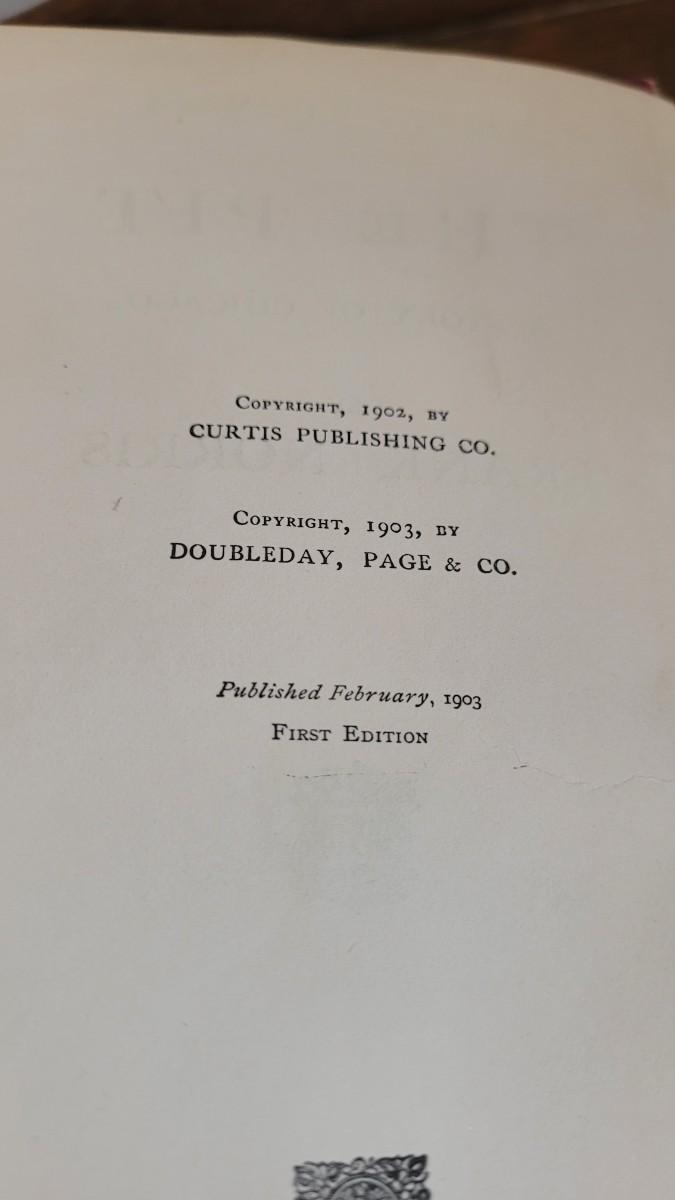 COPYRIGHT, 1902, BY
CURTIS PUBLISHING CO.
COPYRIGHT, 1903, BY
DOUBLEDAY, PAGE & CO.
Published February, 1903
FIRST EDITION